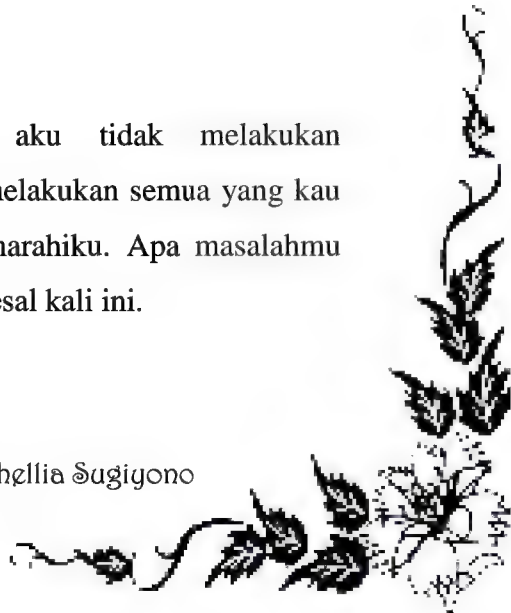 aku tidak melakukan
melakukan semua yang kau
marahiku. Apa masalahmu
esal kali ini.
hellia Sugiyono